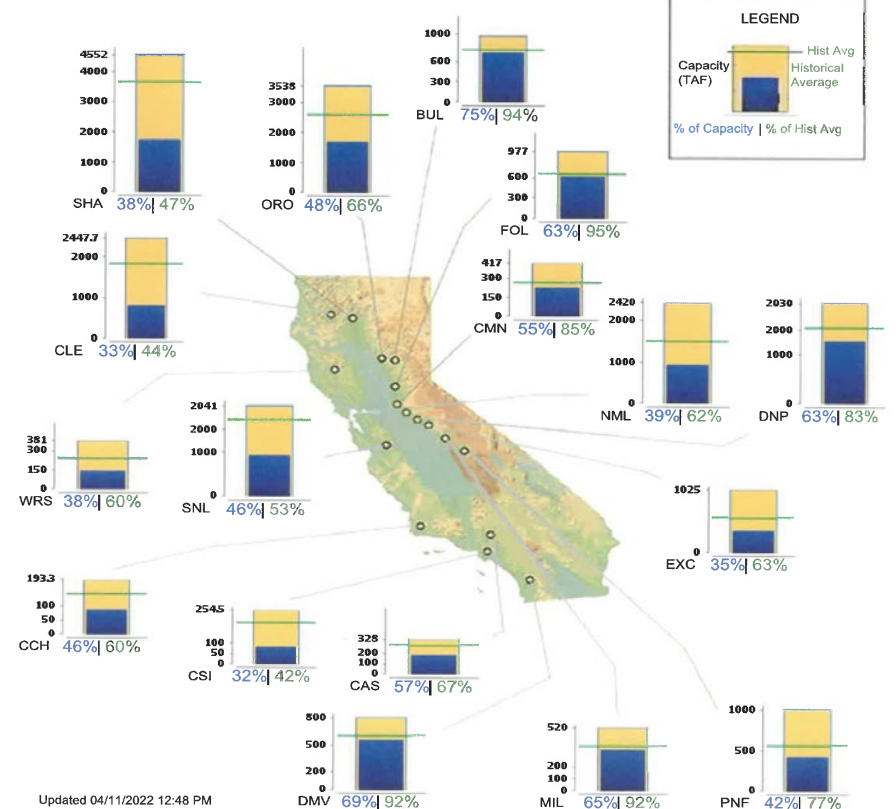 LEGEND
Hist Avg
Capacity
(TAF)
Historical
Average
% of Capacity | % of Hist Avg
4552
4000
3000
2000
1000
0
SHA 38%| 47%
3538
3000
2000
1000
0
ORO 48%| 66%
1000
600
300
0
BUL 75%| 94%
977
600
300
0
FOL 63%| 95%
2447.7
2000
1000
0
CLE 33%| 44%
417
300
150
0
CMN 55%| 85%
2420
2000
1000
0
NML 39%| 62%
2030
2000
1000
0
DNP 63%| 83%
381
300
150
0
WRS 38%| 60%
2041
2000
1000
0
SNL 46%| 53%
1025
0
EXC 35%| 63%
193.3
100
50
0
CCH 46%| 60%
254.5
100
50
0
CSI 32%| 42%
328
200
100
0
CAS 57%| 67%
800
500
200
0
DMV 69%| 92%
520
200
100
0
MIL 65%| 92%
1000
500
0
PNF 42%| 77%
Updated 04/11/2022 12:48 PM